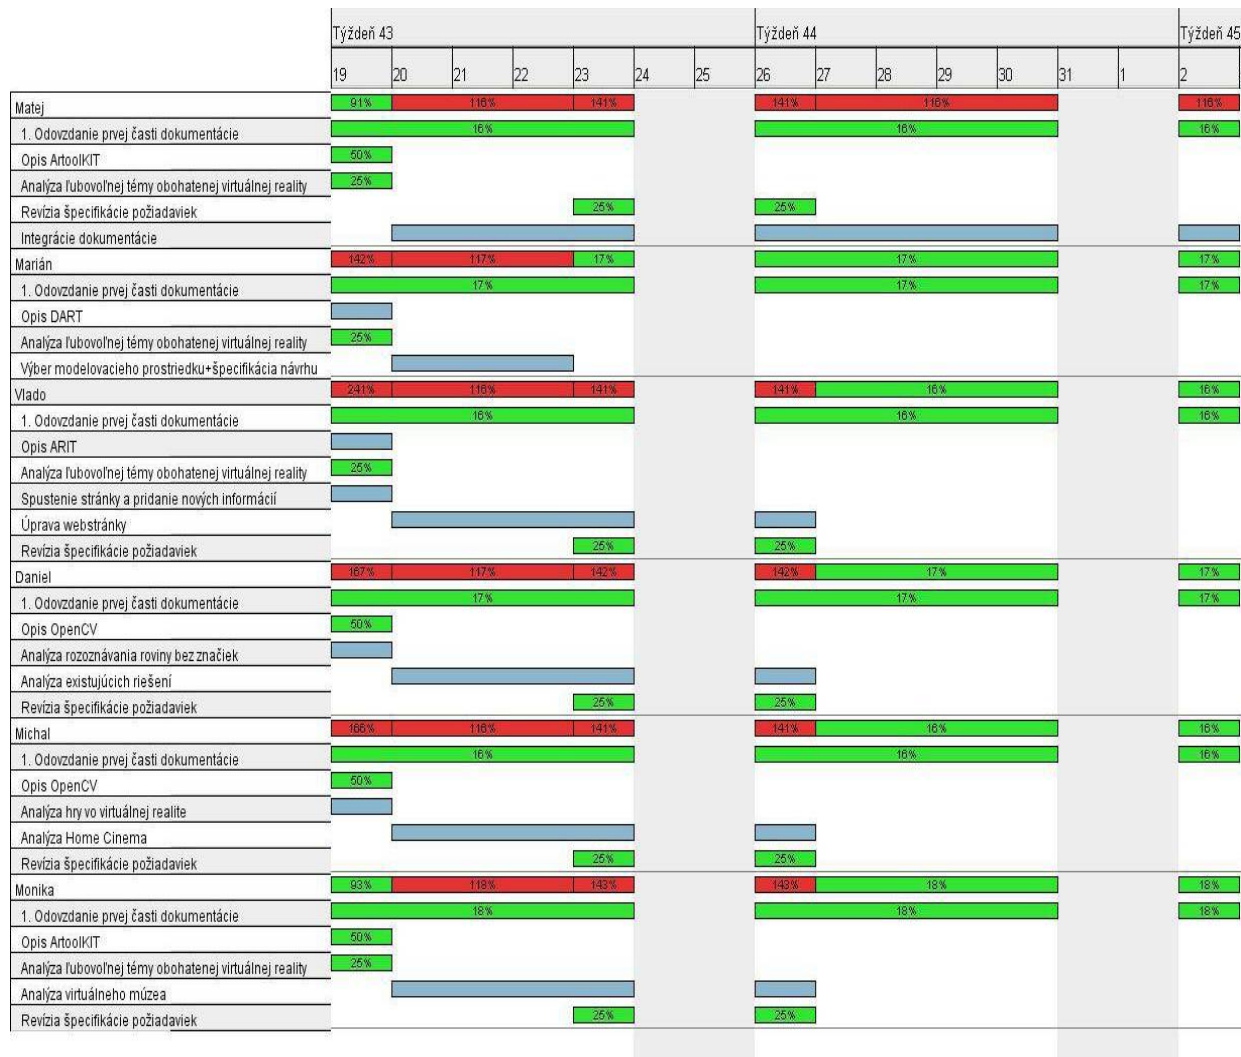 Týždeň 43 Týždeň 44 Týždeň 45
19 20 21 22 23 24 25 26 27 28 29 30 31 1 2
Matej 91% 116% 141% 141% 116% 116%
1. Odovzdanie prvej časti dokumentácie 16% 16% 16%
Opis ArtoolKIT 50%
Analýza ľubovoľnej témy obohatenej virtuálnej reality 25%
Revízia špecifikácie požiadaviek 25% 25%
Integrácie dokumentácie
Marián 142% 117% 17% 17% 17%
1. Odovzdanie prvej časti dokumentácie 17% 17% 17%
Opis DART
Analýza ľubovoľnej témy obohatenej virtuálnej reality 25%
Výber modelovacieho prostriedku+špecifikácia návrhu
Vlado 241% 116% 141% 141% 16% 16%
1. Odovzdanie prvej časti dokumentácie 16% 16% 16%
Opis ARIT
Analýza ľubovoľnej témy obohatenej virtuálnej reality 25%
Spustenie stránky a pridanie nových informácií
Úprava webstránky
Revízia špecifikácie požiadaviek 25% 25%
Daniel 167% 117% 142% 142% 17% 17%
1. Odovzdanie prvej časti dokumentácie 17% 17% 17%
Opis OpenCV 50%
Analýza rozoznávania roviny bez značiek
Analýza existujúcich riešení
Revízia špecifikácie požiadaviek 25% 25%
Michal 166% 116% 141% 141% 16% 16%
1. Odovzdanie prvej časti dokumentácie 16% 16% 16%
Opis OpenCV 50%
Analýza hry vo virtuálnej realite
Analýza Home Cinema
Revízia špecifikácie požiadaviek 25% 25%
Monika 93% 118% 143% 143% 18% 18%
1. Odovzdanie prvej časti dokumentácie 18% 18% 18%
Opis ArtoolKIT 50%
Analýza ľubovoľnej témy obohatenej virtuálnej reality 25%
Analýza virtuálneho múzea
Revízia špecifikácie požiadaviek 25% 25%